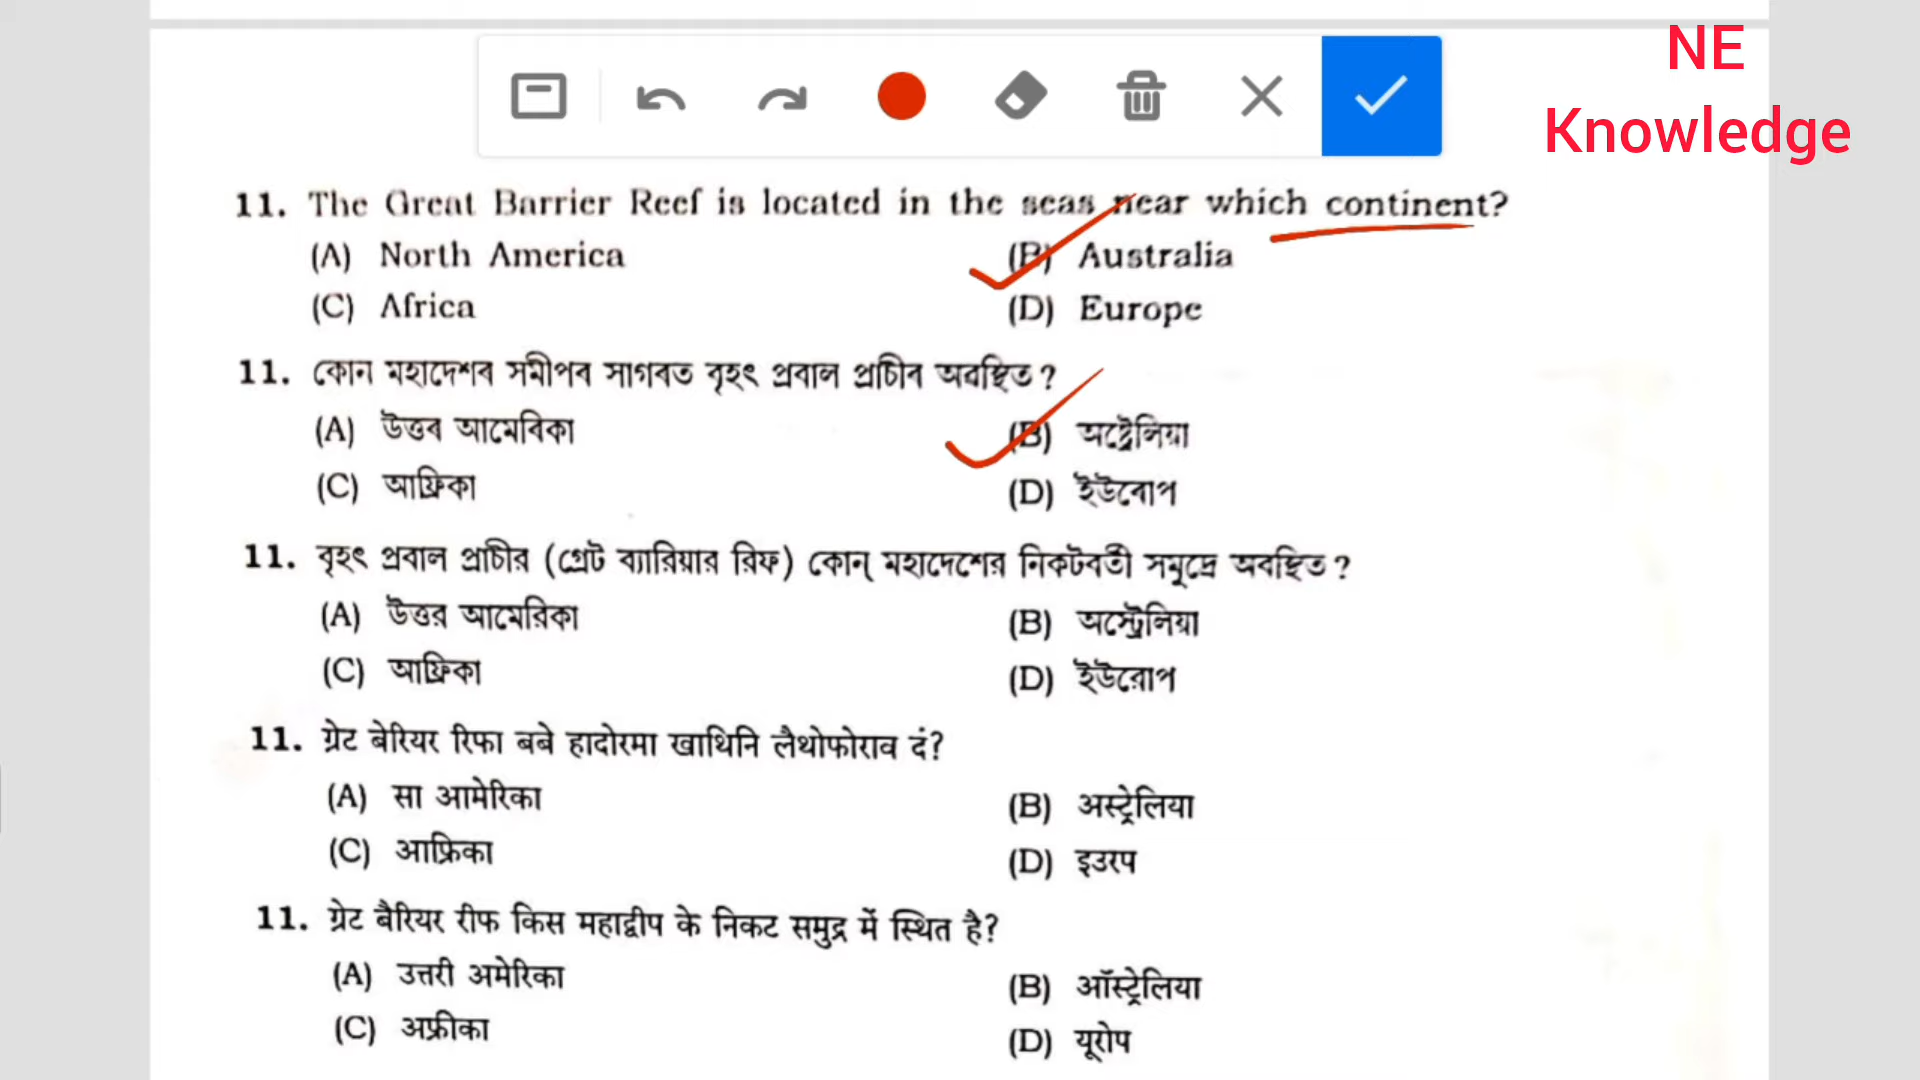 NE
Knowledge
11. The Great Barrier Reef is located in the seas near which continent?
(A) North America (B) Australia
(C) Africa (D) Europe
11. কোন মহাদেশৰ সমীপৰ সাগৰত বৃহৎ প্ৰবাল প্ৰাচীৰ অৱস্থিত ?
(A) উত্তৰ আমেৰিকা (B) অষ্ট্ৰেলিয়া
(C) আফ্ৰিকা (D) ইউৰোপ
11. বৃহৎ প্রবাল প্রাচীর (গ্রেট ব্যারিয়ার রিফ) কোন্ মহাদেশের নিকটবর্তী সমুদ্রে অবস্থিত ?
(A) উত্তর আমেরিকা (B) অস্ট্রেলিয়া
(C) আফ্রিকা (D) ইউরোপ
11. ग्रेट बेरियर रिफा बबे हादोरमा खाथिनि लैथोफोराव दं?
(A) सा आमेरिका (B) अस्ट्रेलिया
(C) आफ्रिका (D) इउरप
11. ग्रेट बैरियर रीफ किस महाद्वीप के निकट समुद्र में स्थित है?
(A) उत्तरी अमेरिका (B) ऑस्ट्रेलिया
(C) अफ्रीका (D) यूरोप